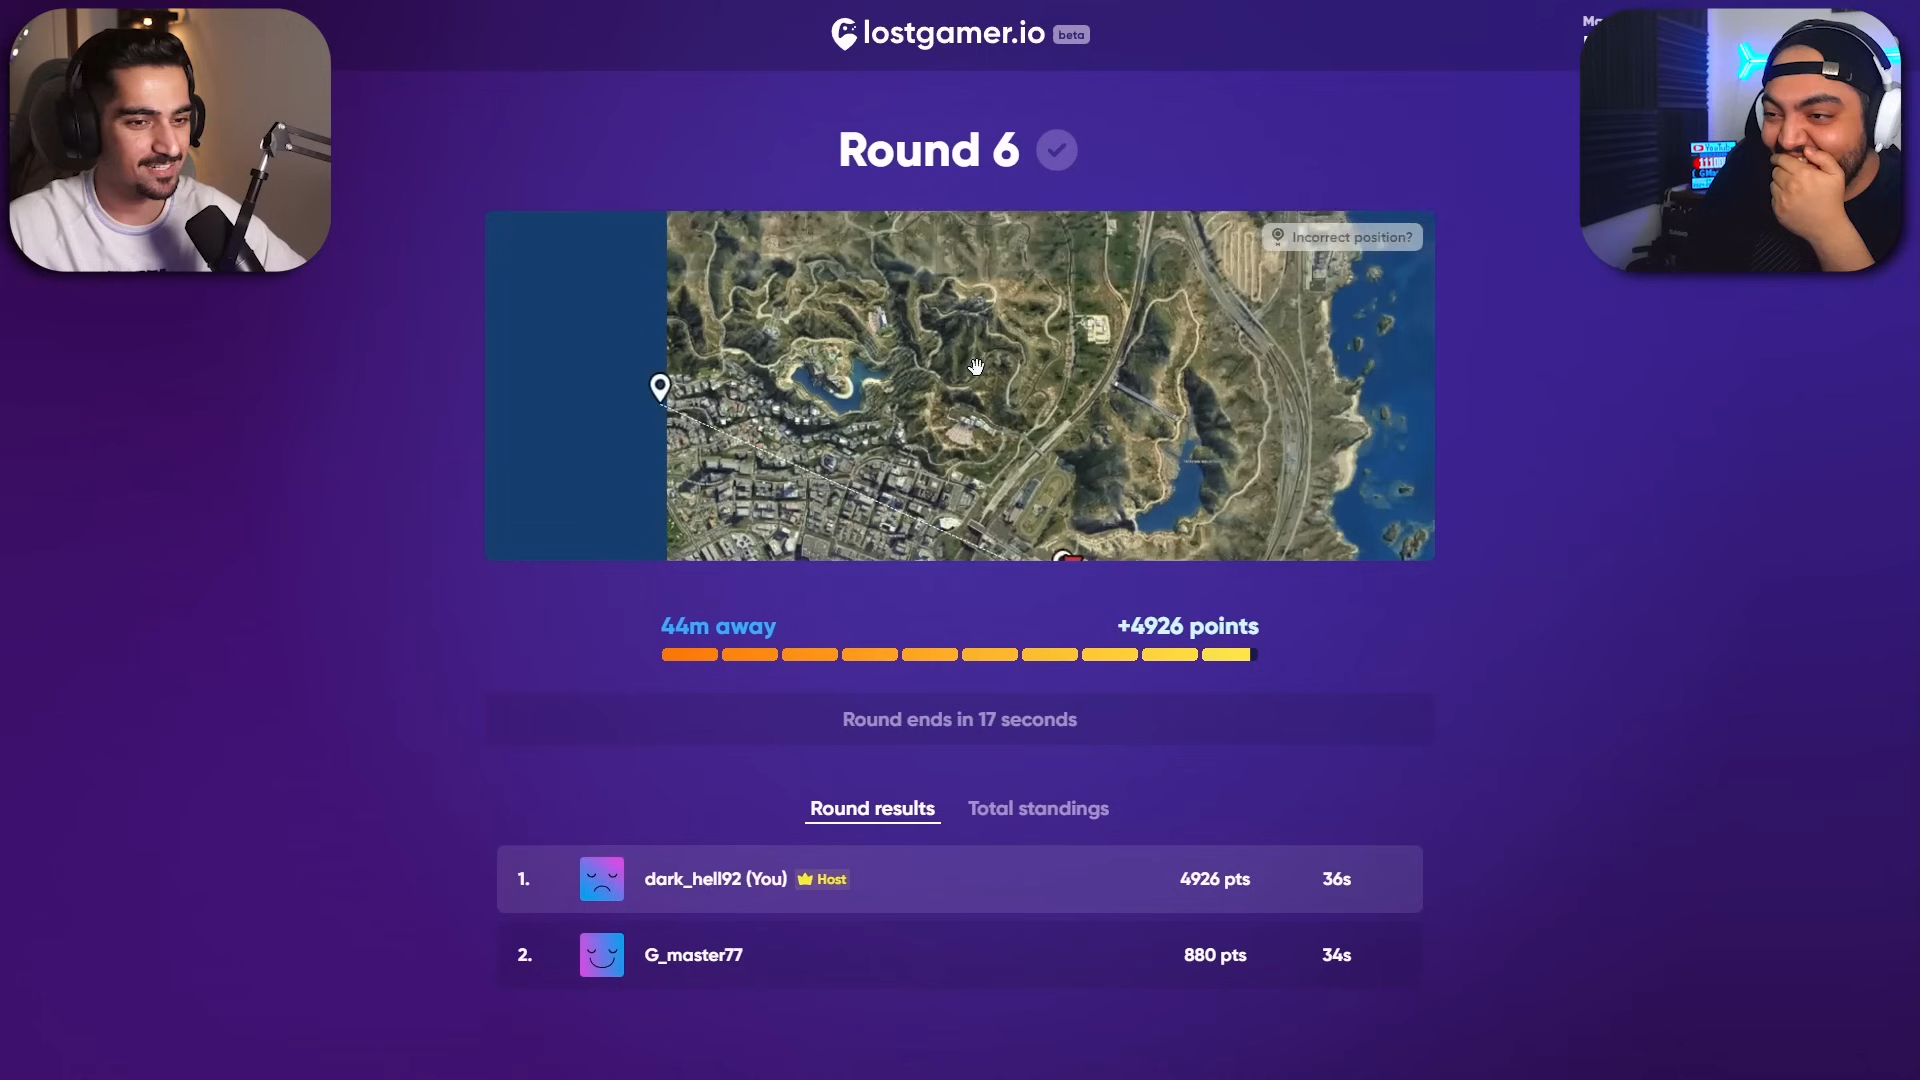 lostgamer.io beta
Round 6
Incorrect position?
44m away
+4926 points
Round ends in 17 seconds
Round results
Total standings
1.
dark_hell92 (You)
Host
4926 pts
36s
2.
G_master77
880 pts
34s
YouTube